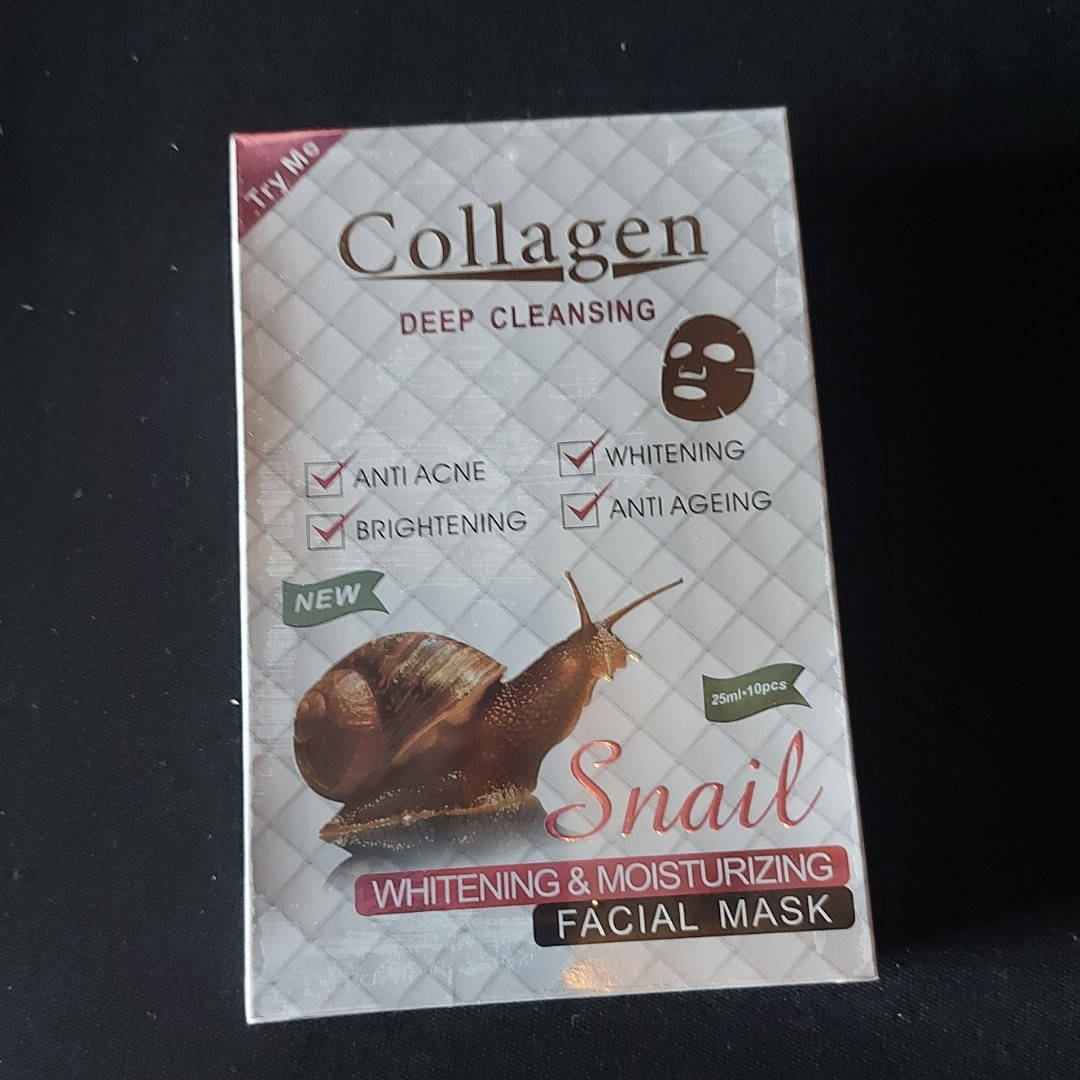 Try Me
Collagen
DEEP CLEANSING
ANTI ACNE
WHITENING
BRIGHTENING
ANTI AGEING
NEW
25ml•10pcs
Snail
WHITENING & MOISTURIZING
FACIAL MASK